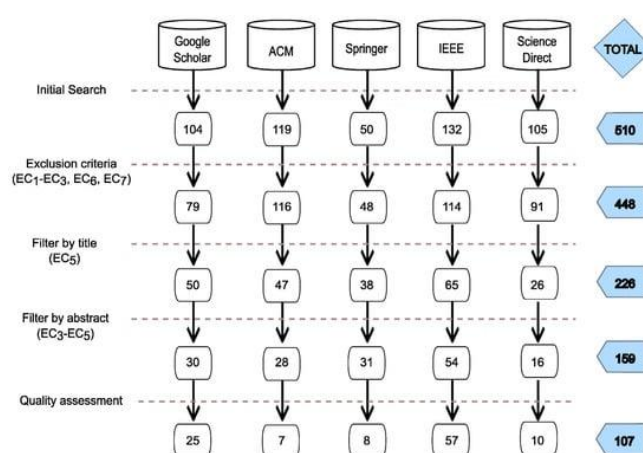 Google
Scholar
ACM
Springer
IEEE
Science
Direct
TOTAL
Initial Search
104 119 50 132 105 510
Exclusion criteria
(EC1-EC3, EC6, EC7)
79 116 48 114 91 448
Filter by title
(EC5)
50 47 38 65 26 226
Filter by abstract
(EC3-EC5)
30 28 31 54 16 159
Quality assessment
25 7 8 57 10 107